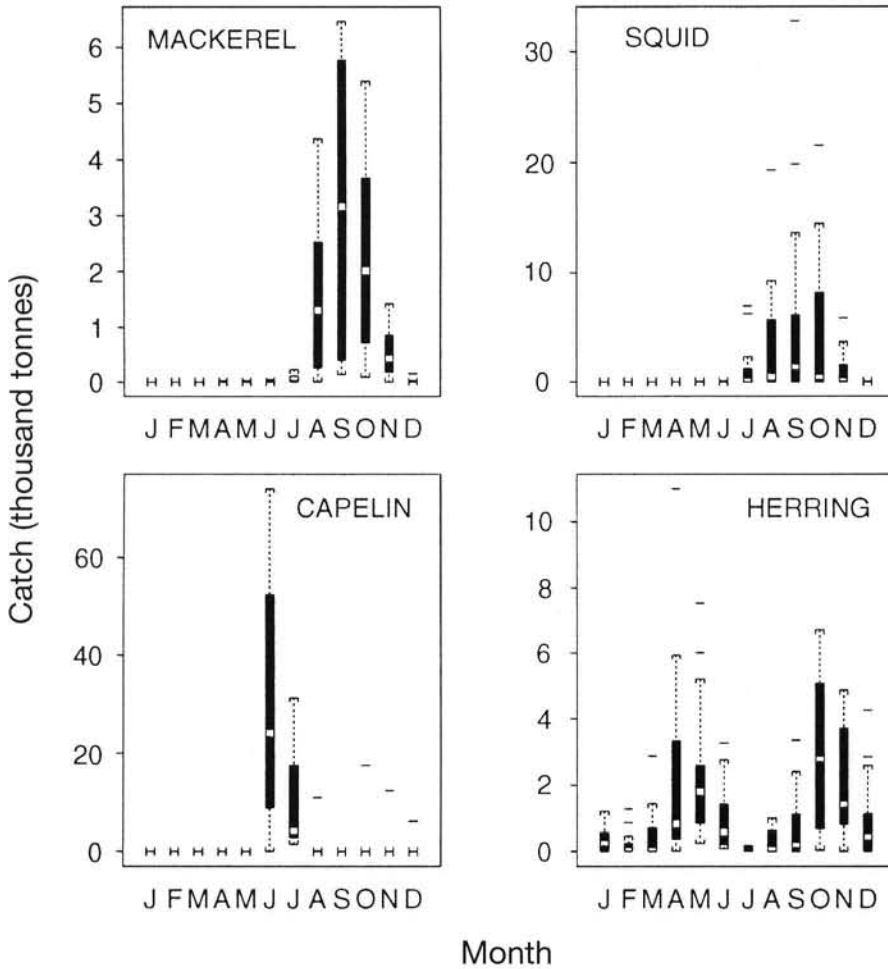 Catch (thousand tonnes)
MACKEREL
6
5
4
3
2
1
0
J F M A M J J A S O N D
SQUID
30
20
10
0
J F M A M J J A S O N D
CAPELIN
60
40
20
0
J F M A M J J A S O N D
HERRING
10
8
6
4
2
0
J F M A M J J A S O N D
Month